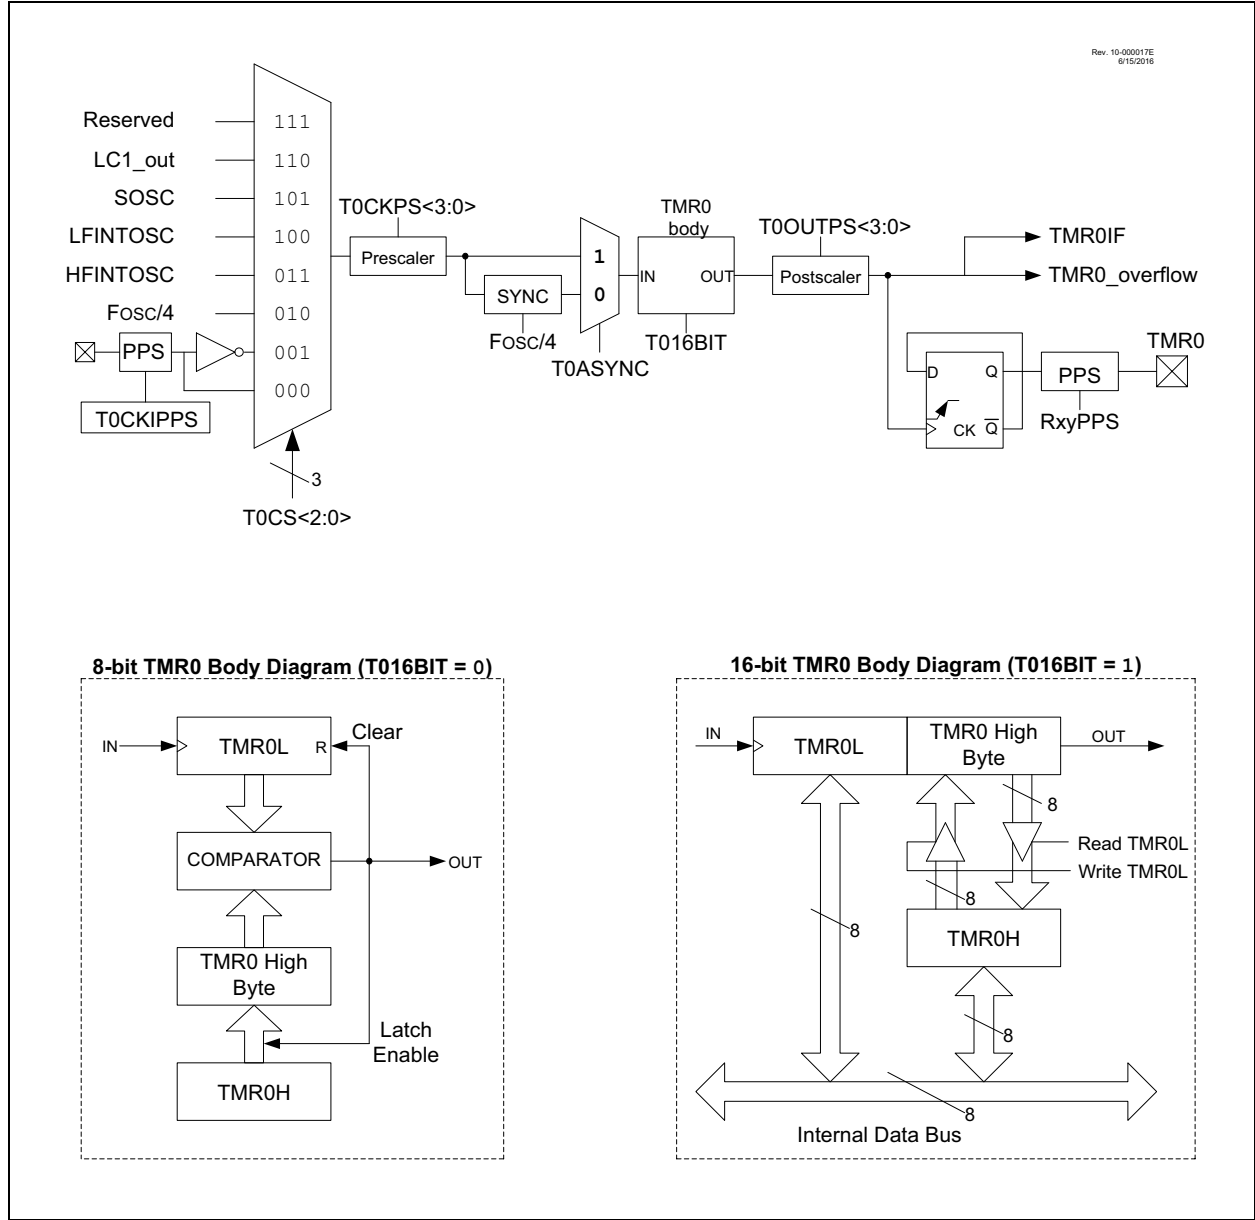 Rev. 10-000017E
6/15/2016
Reserved
111
LC1_out
110
SOSC
101
LFINTOSC
100
HFINTOSC
011
FOSC/4
010
PPS
001
000
T0CKIPPS
3
T0CS<2:0>
T0CKPS<3:0>
Prescaler
SYNC
FOSC/4
1
0
T0ASYNC
TMR0
body
IN
OUT
T016BIT
T0OUTPS<3:0>
Postscaler
TMR0IF
TMR0_overflow
D
Q
CK
Q
PPS
RxyPPS
TMR0
8-bit TMR0 Body Diagram (T016BIT = 0)
IN
TMR0L
R
Clear
COMPARATOR
OUT
TMR0 High
Byte
Latch
Enable
TMR0H
16-bit TMR0 Body Diagram (T016BIT = 1)
IN
TMR0L
TMR0 High
Byte
OUT
8
Read TMR0L
Write TMR0L
8
8
TMR0H
8
8
Internal Data Bus